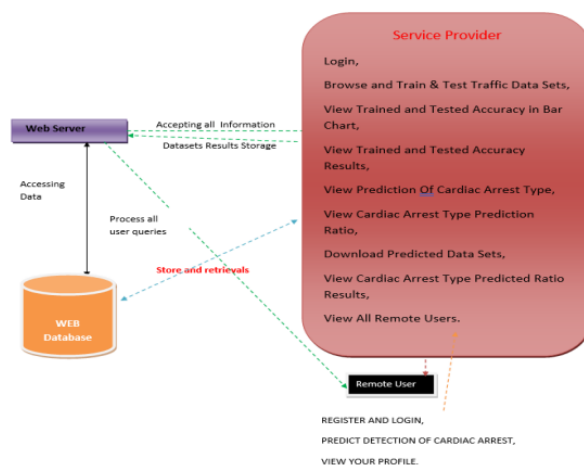 Service Provider
Login,
Browse and Train & Test Traffic Data Sets,
View Trained and Tested Accuracy in Bar
Chart,
View Trained and Tested Accuracy
Results,
View Prediction Of Cardiac Arrest Type,
View Cardiac Arrest Type Prediction
Ratio,
Download Predicted Data Sets,
View Cardiac Arrest Type Predicted Ratio
Results,
View All Remote Users.
Web Server
Accepting all Information
Datasets Results Storage
Accessing
Data
Process all
user queries
Store and retrievals
WEB
Database
Remote User
REGISTER AND LOGIN,
PREDICT DETECTION OF CARDIAC ARREST,
VIEW YOUR PROFILE.